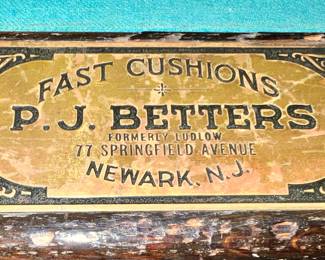 FAST CUSHIONS
P. J. BETTERS
FORMERLY LUDLOW
77 SPRINGFIELD AVENUE
NEWARK, N.J.